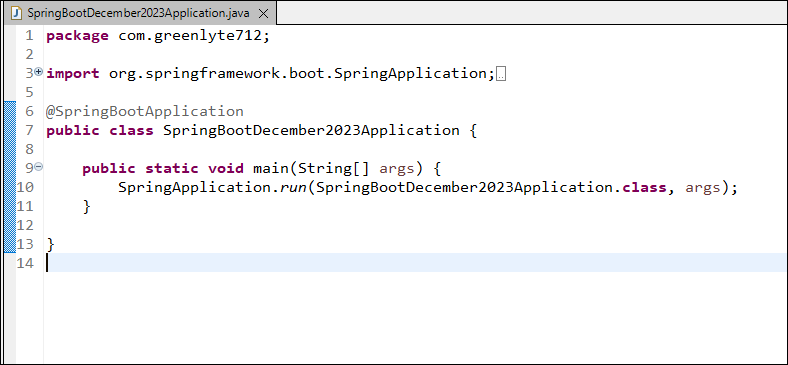 SpringBootDecember2023Application.java
1 package com.greenlyte712;
2
3 import org.springframework.boot.SpringApplication;
5
6 @SpringBootApplication
7 public class SpringBootDecember2023Application {
8
9     public static void main(String[] args) {
10         SpringApplication.run(SpringBootDecember2023Application.class, args);
11     }
12
13 }
14